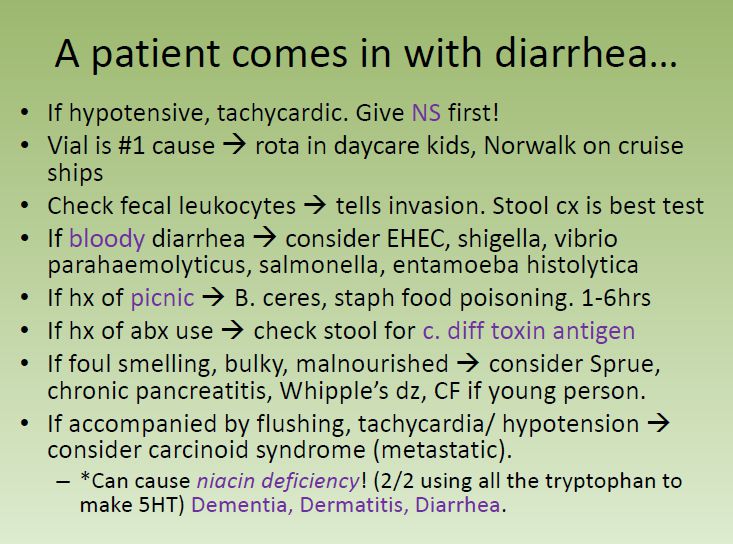 A patient comes in with diarrhea…
• If hypotensive, tachycardic. Give NS first!
• Vial is #1 cause → rota in daycare kids, Norwalk on cruise
ships
• Check fecal leukocytes → tells invasion. Stool cx is best test
• If bloody diarrhea → consider EHEC, shigella, vibrio
parahaemolyticus, salmonella, entamoeba histolytica
• If hx of picnic → B. ceres, staph food poisoning. 1-6hrs
• If hx of abx use → check stool for c. diff toxin antigen
• If foul smelling, bulky, malnourished → consider Sprue,
chronic pancreatitis, Whipple’s dz, CF if young person.
• If accompanied by flushing, tachycardia/ hypotension →
consider carcinoid syndrome (metastatic).
– *Can cause niacin deficiency! (2/2 using all the tryptophan to
make 5HT) Dementia, Dermatitis, Diarrhea.